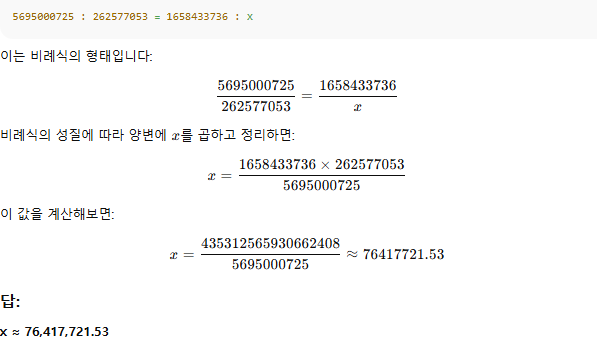 5695000725 : 262577053 = 1658433736 : x
이는 비례식의 형태입니다:
5695000725 / 262577053 = 1658433736 / x
비례식의 성질에 따라 양변에 x를 곱하고 정리하면:
x = 1658433736 × 262577053 / 5695000725
이 값을 계산해보면:
x = 435312565930662408 / 5695000725 ≈ 76417721.53
답:
x ≈ 76,417,721.53